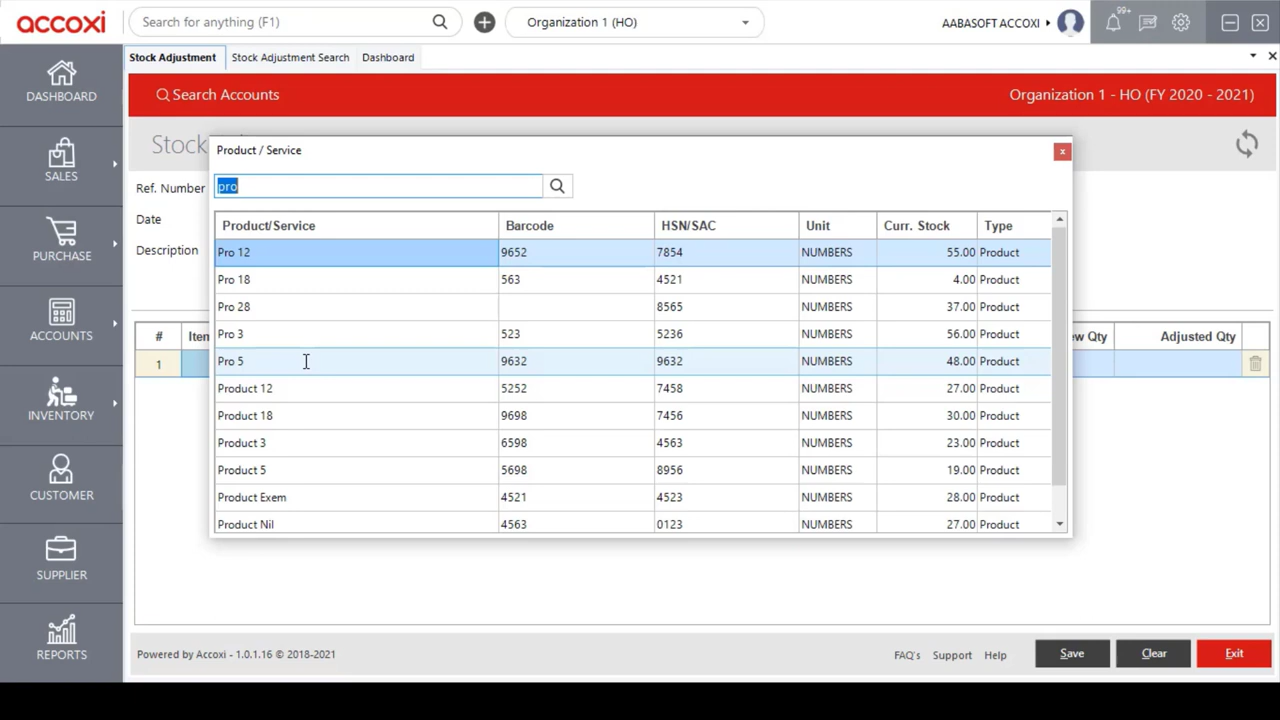 accoxi
Search for anything (F1)
Organization 1 (HO)
AABASOFT ACCOXI
99+
Stock Adjustment
Stock Adjustment Search
Dashboard
DASHBOARD
SALES
PURCHASE
ACCOUNTS
INVENTORY
CUSTOMER
SUPPLIER
REPORTS
Search Accounts
Organization 1 - HO (FY 2020 - 2021)
Stock
Ref. Number
Date
Description
Product / Service
x
pro
Product/Service Barcode HSN/SAC Unit Curr. Stock Type
Pro 12 9652 7854 NUMBERS 55.00 Product
Pro 18 563 4521 NUMBERS 4.00 Product
Pro 28 8565 NUMBERS 37.00 Product
Pro 3 523 5236 NUMBERS 56.00 Product
Pro 5 9632 9632 NUMBERS 48.00 Product
Product 12 5252 7458 NUMBERS 27.00 Product
Product 18 9698 7456 NUMBERS 30.00 Product
Product 3 6598 4563 NUMBERS 23.00 Product
Product 5 5698 8956 NUMBERS 19.00 Product
Product Exem 4521 4523 NUMBERS 28.00 Product
Product Nil 4563 0123 NUMBERS 27.00 Product
# Iten w Qty Adjusted Qty
1
Powered by Accoxi - 1.0.1.16 © 2018-2021
FAQ's Support Help
Save Clear Exit